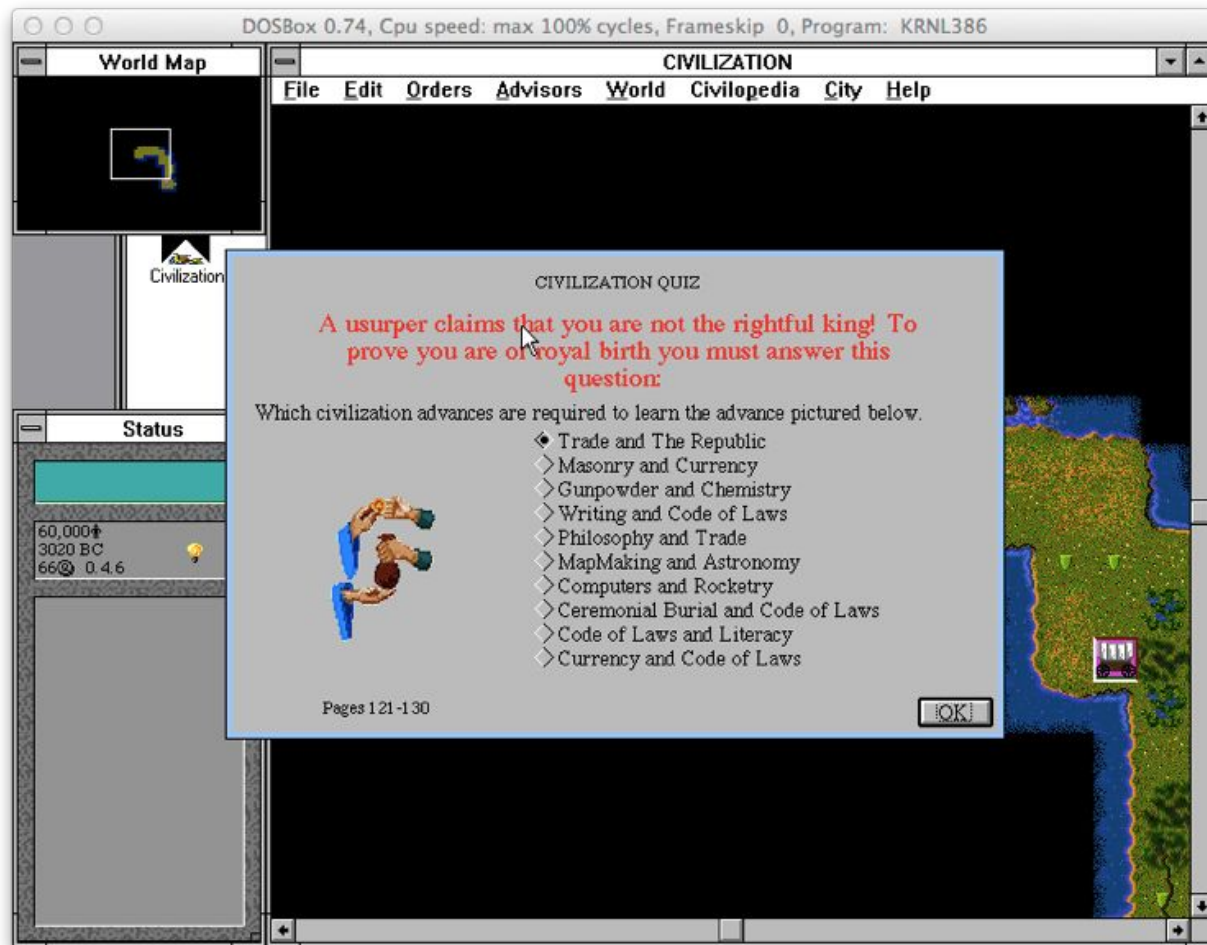 DOSBox 0.74, Cpu speed: max 100% cycles, Frameskip 0, Program: KRNL386
World Map
CIVILIZATION
File Edit Orders Advisors World Civilopedia City Help
Civilization
CIVILIZATION QUIZ
A usurper claims that you are not the rightful king! To
prove you are of royal birth you must answer this
question:
Which civilization advances are required to learn the advance pictured below.
Trade and The Republic
Masonry and Currency
Gunpowder and Chemistry
Writing and Code of Laws
Philosophy and Trade
MapMaking and Astronomy
Computers and Rocketry
Ceremonial Burial and Code of Laws
Code of Laws and Literacy
Currency and Code of Laws
Pages 121-130
OK
Status
60,000
3020 BC
66 0.4.6